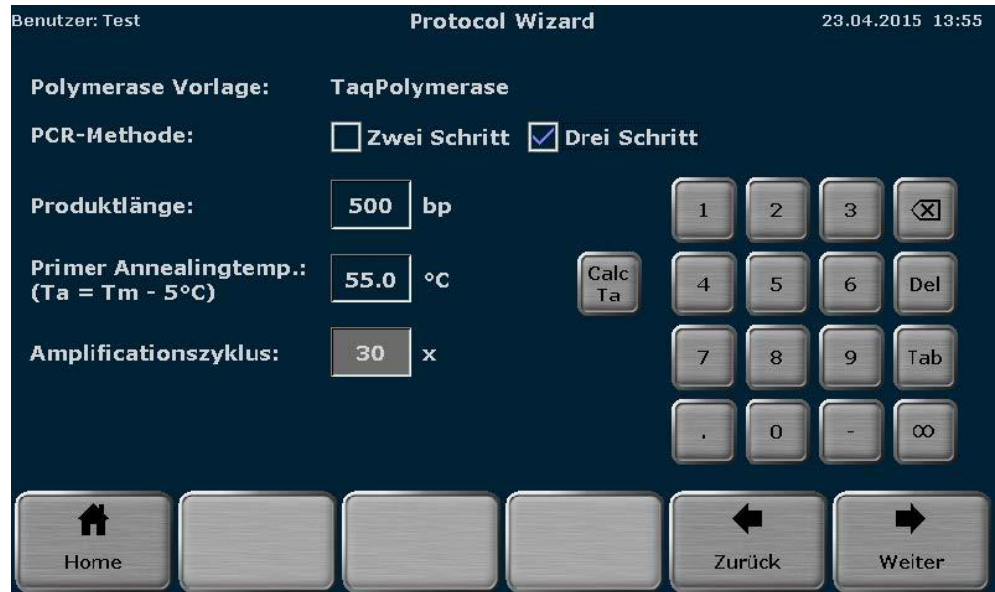 Benutzer: Test
Protocol Wizard
23.04.2015 13:55
Polymerase Vorlage: TaqPolymerase
PCR-Methode: Zwei Schritt Drei Schritt
Produktlänge: 500 bp
Primer Annealingtemp.:
(Ta = Tm - 5°C)
55.0 °C
Calc
Ta
Amplificationszyklus: 30 x
1 2 3
4 5 6 Del
7 8 9 Tab
. 0 - ∞
Home
Zurück
Weiter